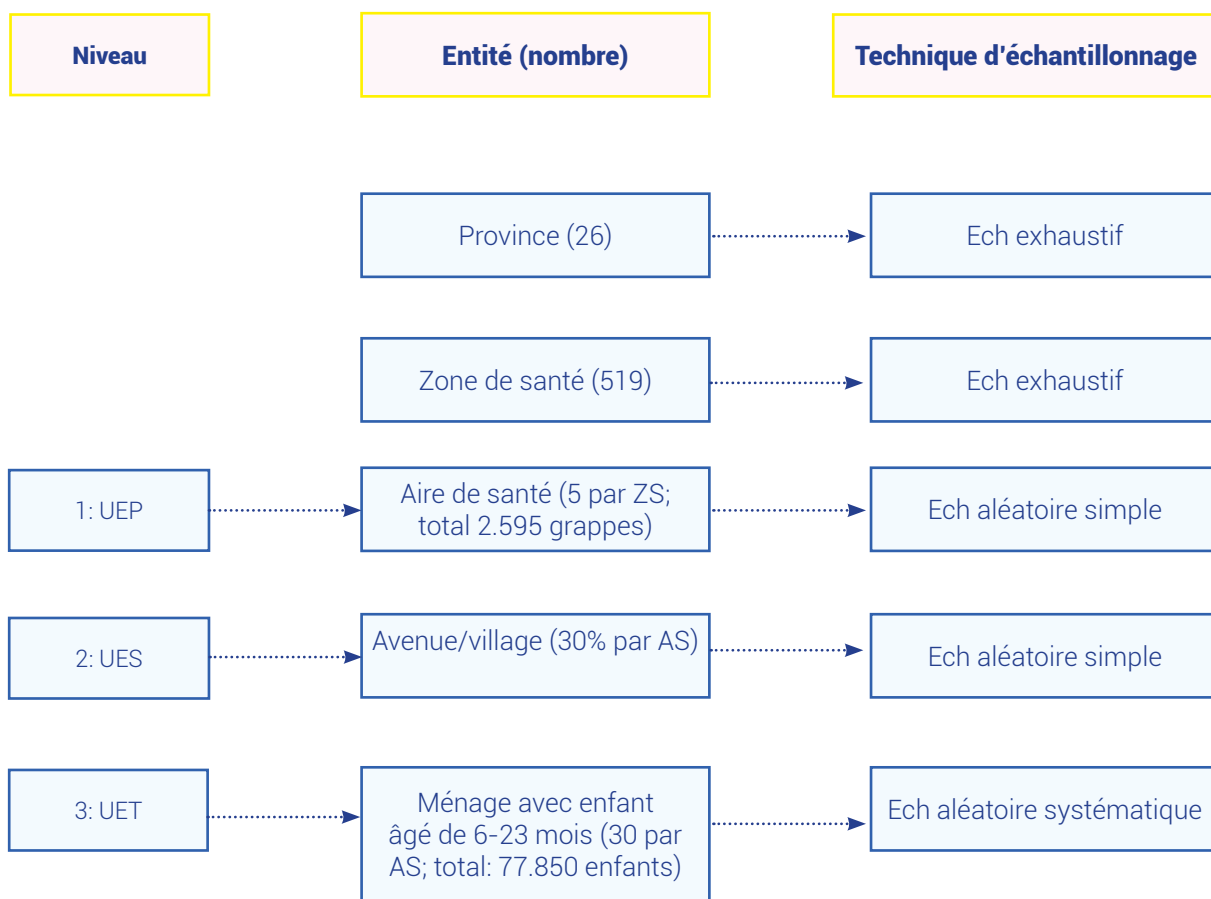 Niveau
Entité (nombre)
Technique d'échantillonnage
Province (26)
Ech exhaustif
Zone de santé (519)
Ech exhaustif
1: UEP
Aire de santé (5 par ZS;
total 2.595 grappes)
Ech aléatoire simple
2: UES
Avenue/village (30% par AS)
Ech aléatoire simple
3: UET
Ménage avec enfant
âgé de 6-23 mois (30 par
AS; total: 77.850 enfants)
Ech aléatoire systématique